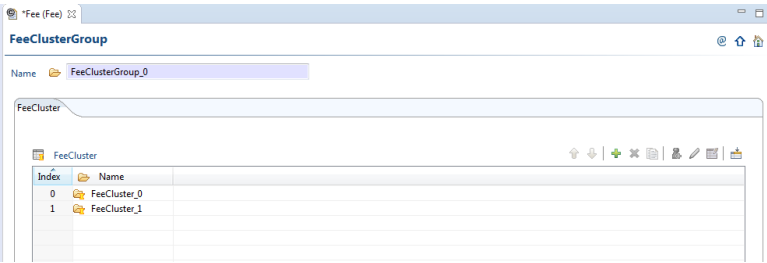 *Fee (Fee)
FeeClusterGroup
Name FeeClusterGroup_0
FeeCluster
FeeCluster
Index Name
0 FeeCluster_0
1 FeeCluster_1